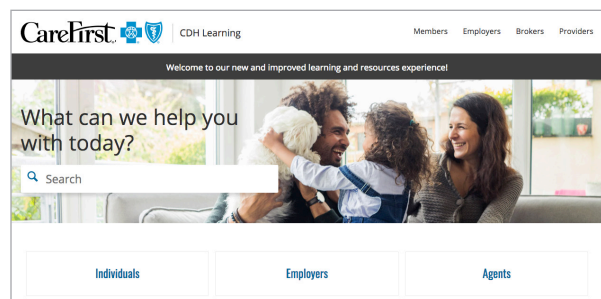 CareFirst. CDH Learning
Members Employers Brokers Providers
Welcome to our new and improved learning and resources experience!
What can we help you
with today?
Search
Individuals Employers Agents